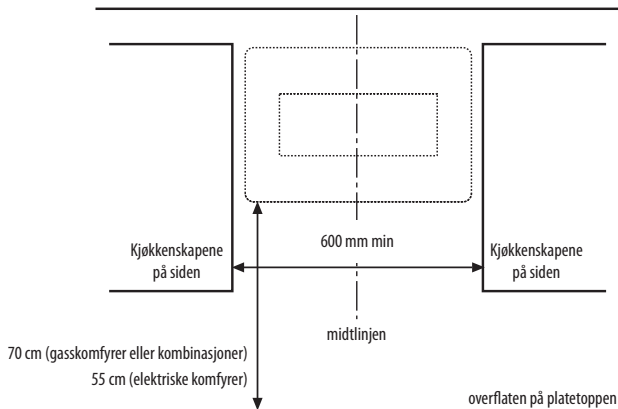 Kjøkkenskapene
på siden
600 mm min
Kjøkkenskapene
på siden
midtlinjen
70 cm (gasskomfyrer eller kombinasjoner)
55 cm (elektriske komfyrer)
overflaten på platetoppen